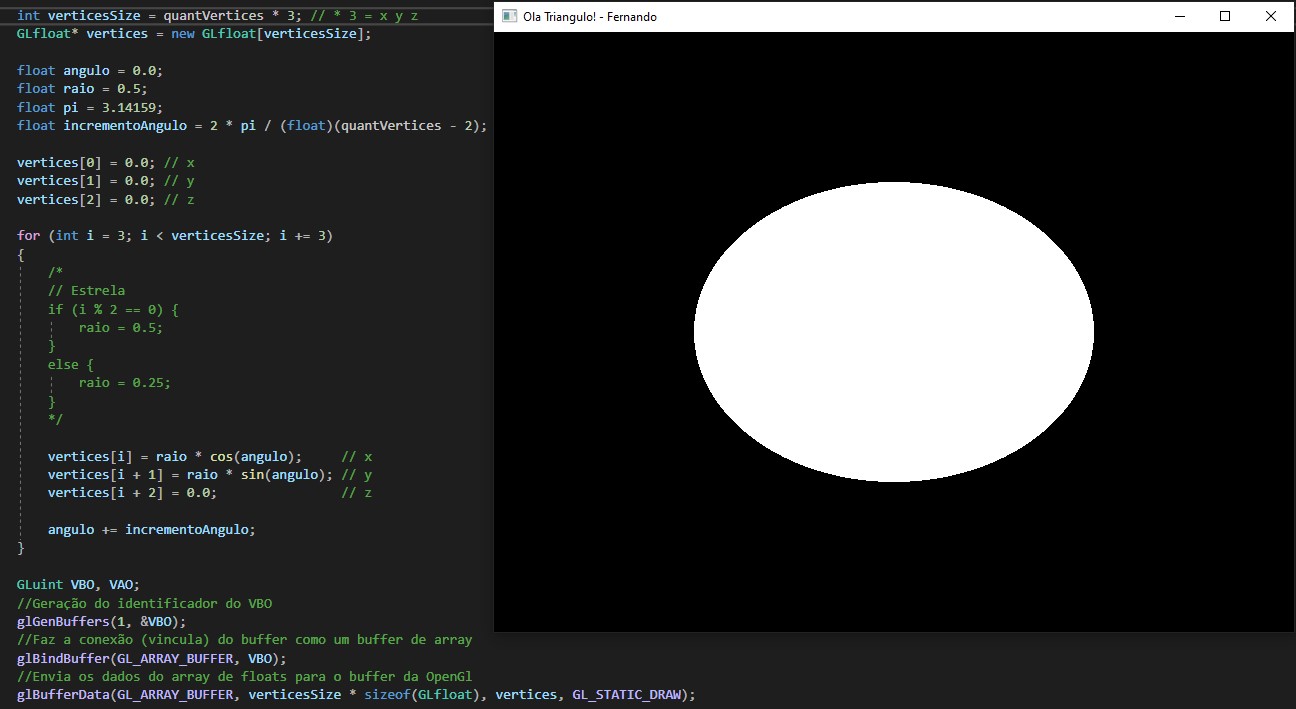 int verticesSize = quantVertices * 3; // * 3 = x y z
GLfloat* vertices = new GLfloat[verticesSize];
float angulo = 0.0;
float raio = 0.5;
float pi = 3.14159;
float incrementoAngulo = 2 * pi / (float)(quantVertices - 2);
vertices[0] = 0.0; // x
vertices[1] = 0.0; // y
vertices[2] = 0.0; // z
for (int i = 3; i < verticesSize; i += 3)
{
/*
// Estrela
if (i % 2 == 0) {
raio = 0.5;
}
else {
raio = 0.25;
}
*/
vertices[i] = raio * cos(angulo); // x
vertices[i + 1] = raio * sin(angulo); // y
vertices[i + 2] = 0.0; // z
angulo += incrementoAngulo;
}
GLuint VBO, VAO;
//Geração do identificador do VBO
glGenBuffers(1, &VBO);
//Faz a conexão (vincula) do buffer como um buffer de array
glBindBuffer(GL_ARRAY_BUFFER, VBO);
//Envia os dados do array de floats para o buffer da OpenGl
glBufferData(GL_ARRAY_BUFFER, verticesSize * sizeof(GLfloat), vertices, GL_STATIC_DRAW);
Ola Triangulo! - Fernando